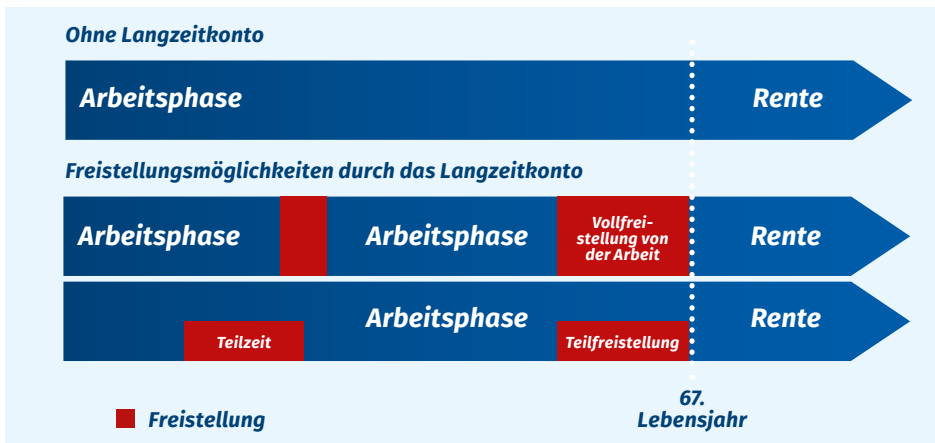 Ohne Langzeitkonto
Arbeitsphase
Rente
Freistellungsmöglichkeiten durch das Langzeitkonto
Arbeitsphase
Arbeitsphase
Vollfrei-
stellung von
der Arbeit
Rente
Teilzeit
Arbeitsphase
Teilfreistellung
Rente
Freistellung
67.
Lebensjahr